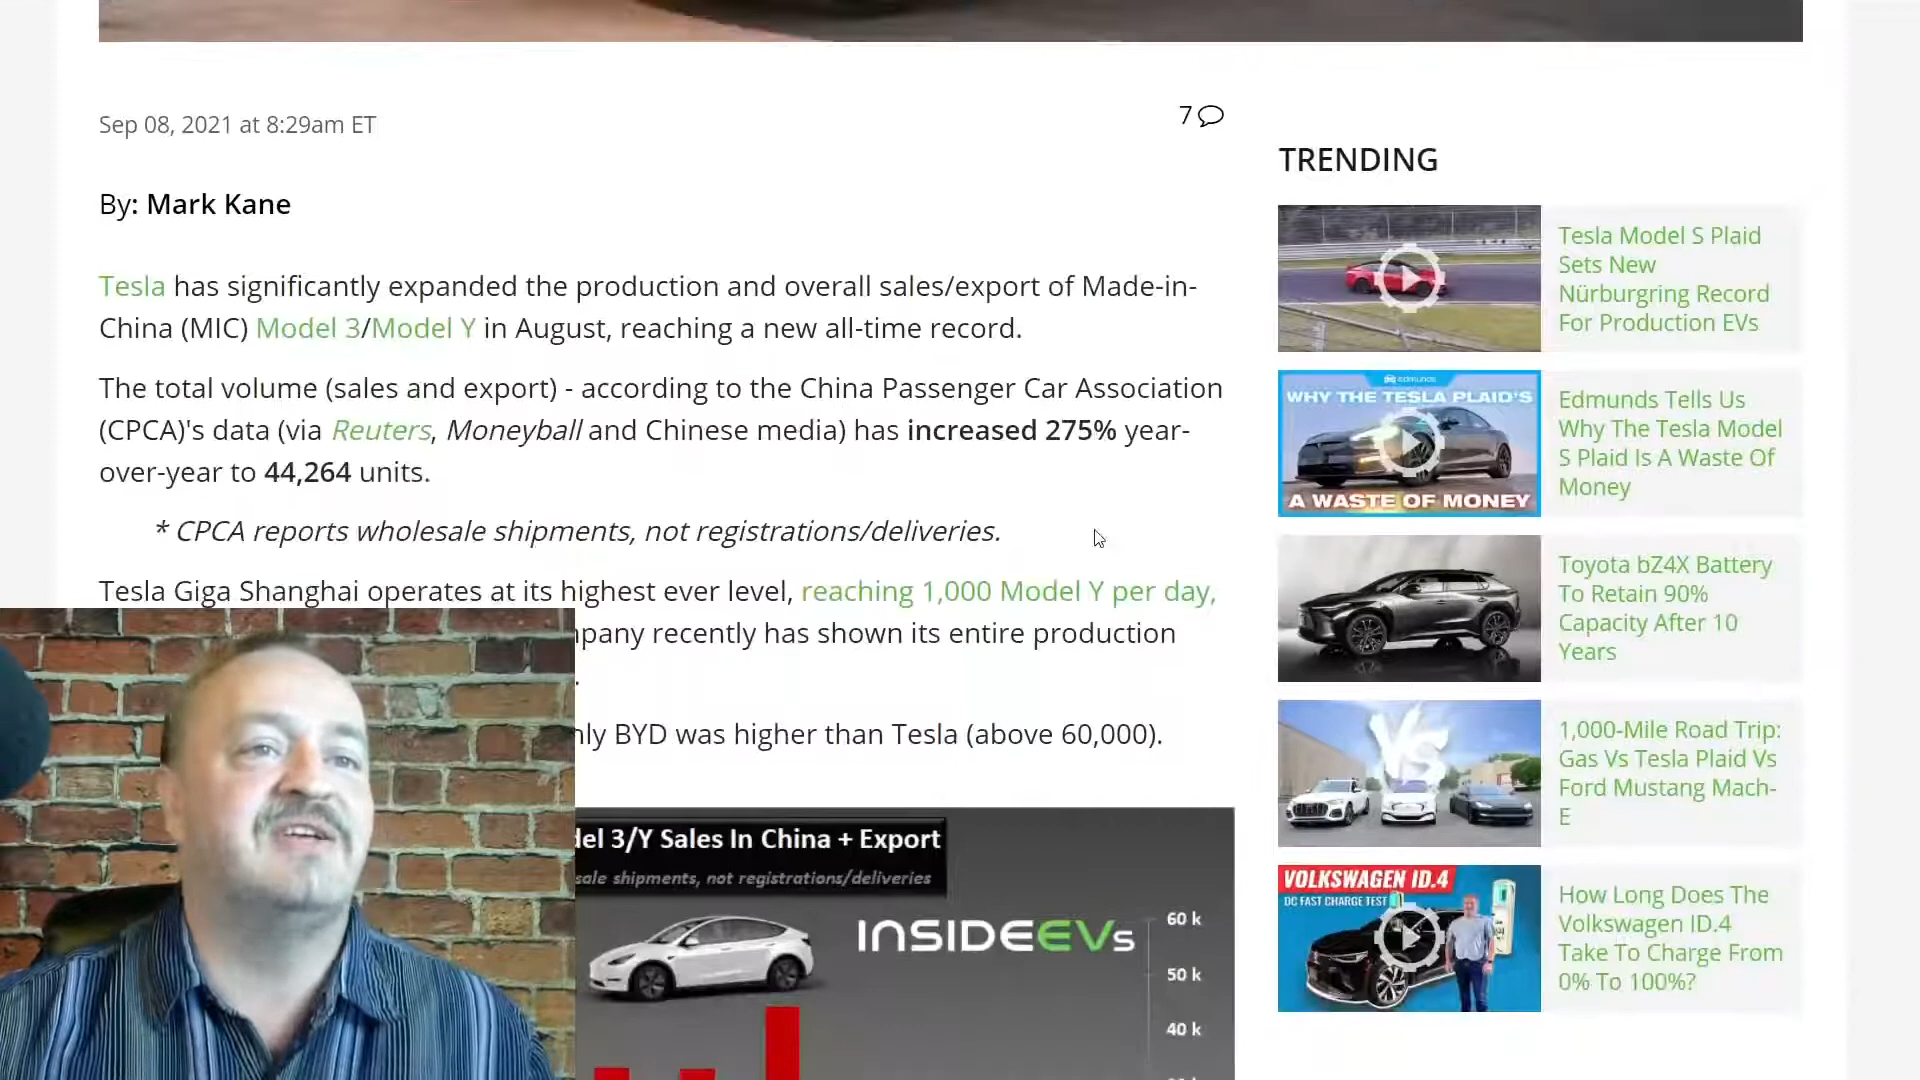 Sep 08, 2021 at 8:29am ET
7
By: Mark Kane
Tesla has significantly expanded the production and overall sales/export of Made-in-
China (MIC) Model 3/Model Y in August, reaching a new all-time record.
The total volume (sales and export) - according to the China Passenger Car Association
(CPCA)'s data (via Reuters, Moneyball and Chinese media) has increased 275% year-
over-year to 44,264 units.
* CPCA reports wholesale shipments, not registrations/deliveries.
Tesla Giga Shanghai operates at its highest ever level, reaching 1,000 Model Y per day,
recently has shown its entire production
BYD was higher than Tesla (above 60,000).
3/Y Sales In China + Export
shipments, not registrations/deliveries
INSIDEEVs
60 k
50 k
40 k
TRENDING
Tesla Model S Plaid
Sets New
Nürburgring Record
For Production EVs
edmunds
WHY THE TESLA PLAID'S
A WASTE OF MONEY
Edmunds Tells Us
Why The Tesla Model
S Plaid Is A Waste Of
Money
Toyota bZ4X Battery
To Retain 90%
Capacity After 10
Years
VS
1,000-Mile Road Trip:
Gas Vs Tesla Plaid Vs
Ford Mustang Mach-
E
VOLKSWAGEN ID.4
DC FAST CHARGE TEST
How Long Does The
Volkswagen ID.4
Take To Charge From
0% To 100%?